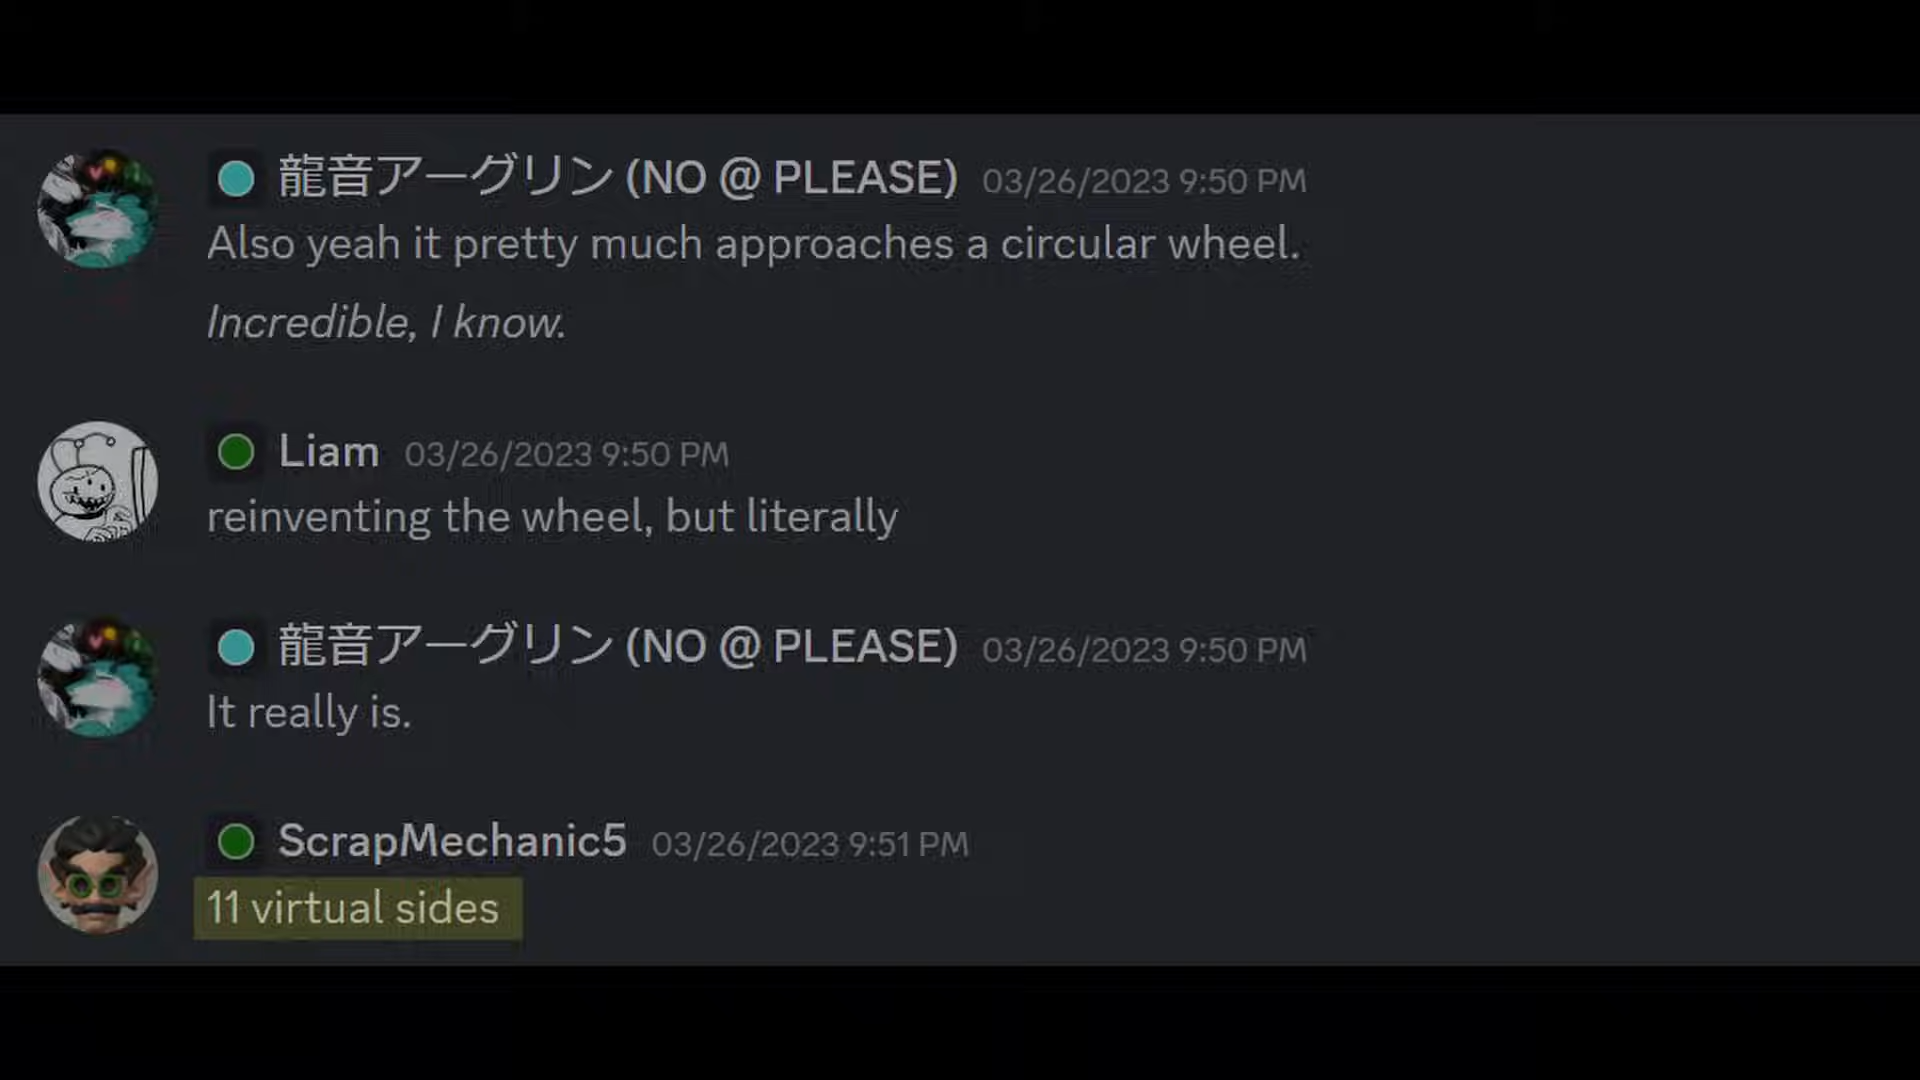 龍音アーグリン (NO @ PLEASE) 03/26/2023 9:50 PM
Also yeah it pretty much approaches a circular wheel.
Incredible, I know.
Liam 03/26/2023 9:50 PM
reinventing the wheel, but literally
龍音アーグリン (NO @ PLEASE) 03/26/2023 9:50 PM
It really is.
ScrapMechanic5 03/26/2023 9:51 PM
11 virtual sides